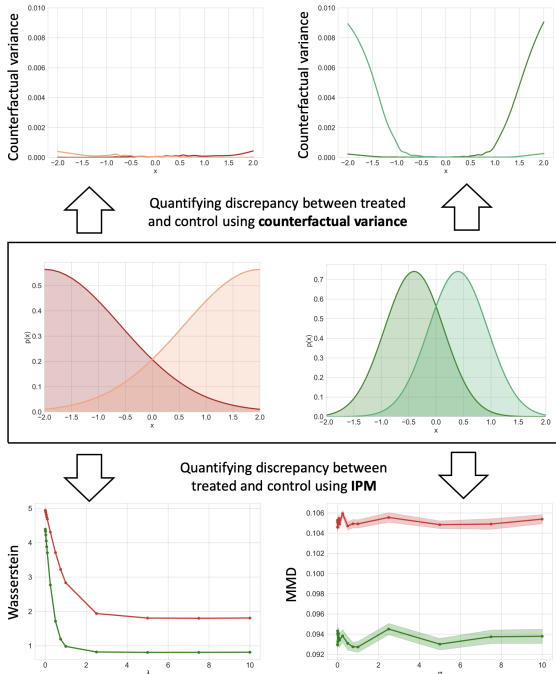 Counterfactual variance
0.010
0.008
0.006
0.004
0.002
0.000
−2.0 −1.5 −1.0 −0.5 0.0 0.5 1.0 1.5 2.0
x
Counterfactual variance
0.010
0.008
0.006
0.004
0.002
0.000
−2.0 −1.5 −1.0 −0.5 0.0 0.5 1.0 1.5 2.0
x
Quantifying discrepancy between treated
and control using counterfactual variance
p(x)
0.5
0.4
0.3
0.2
0.1
0.0
−2.0 −1.5 −1.0 −0.5 0.0 0.5 1.0 1.5 2.0
x
p(x)
0.7
0.6
0.5
0.4
0.3
0.2
0.1
0.0
−2.0 −1.5 −1.0 −0.5 0.0 0.5 1.0 1.5 2.0
x
Quantifying discrepancy between
treated and control using IPM
Wasserstein
5
4
3
2
1
0 2 4 6 8 10
MMD
0.106
0.104
0.102
0.100
0.098
0.096
0.094
0.092
0 2 4 6 8 10